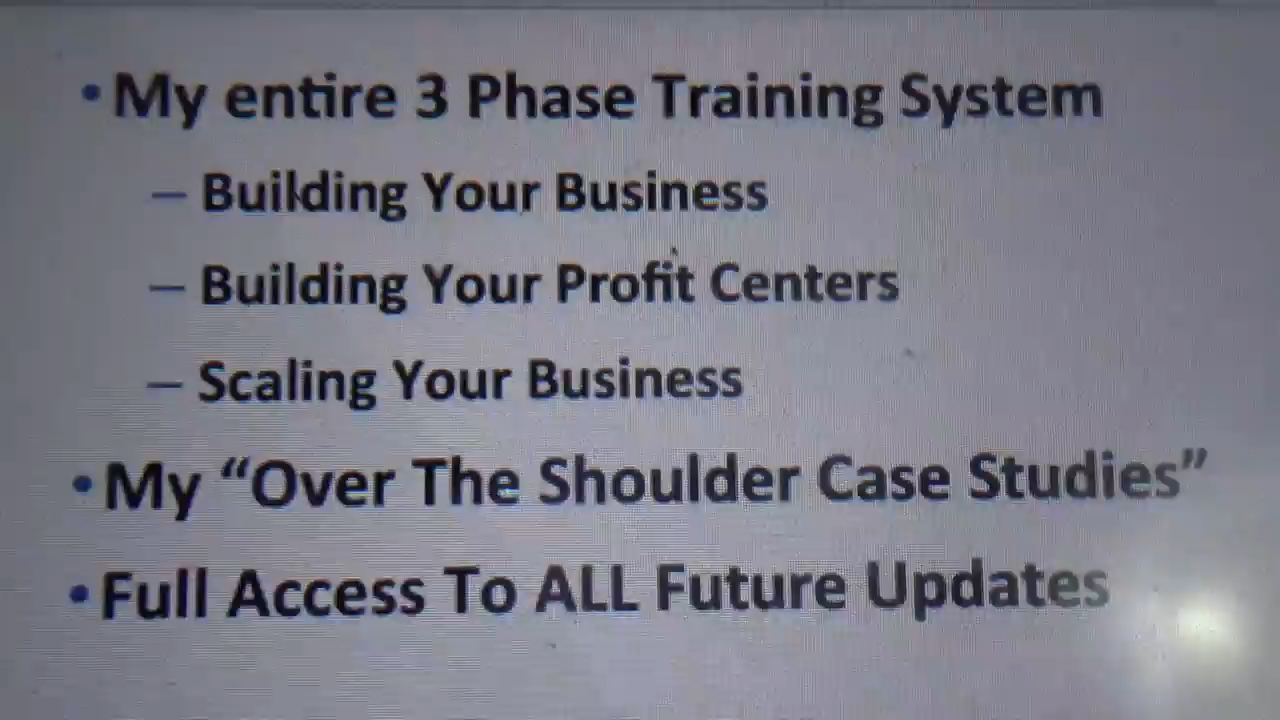 • My entire 3 Phase Training System
– Building Your Business
– Building Your Profit Centers
– Scaling Your Business
• My “Over The Shoulder Case Studies”
• Full Access To ALL Future Updates